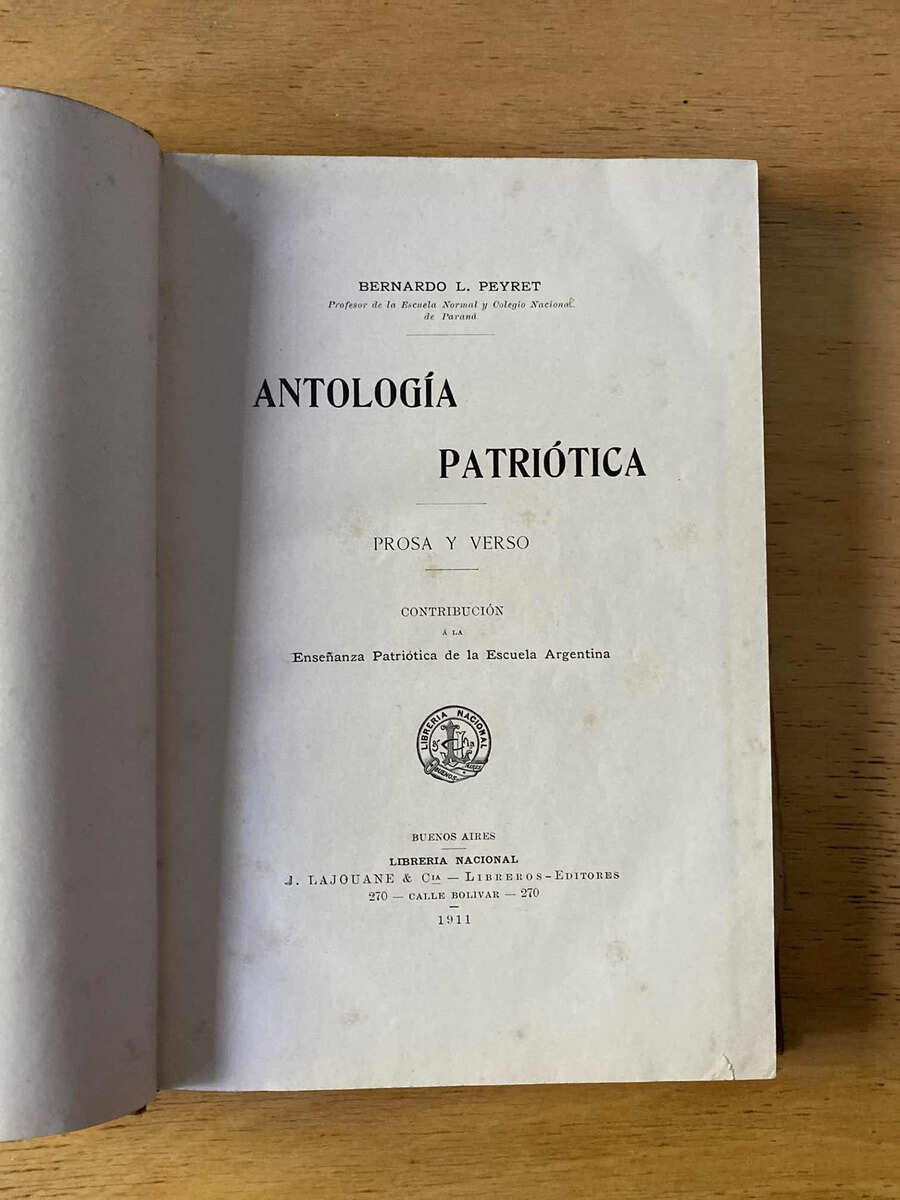 BERNARDO L. PEYRET
Profesor de la Escuela Normal y Colegio Nacional
de Paraná
ANTOLOGÍA
PATRIÓTICA
PROSA Y VERSO
CONTRIBUCIÓN
Á LA
Enseñanza Patriótica de la Escuela Argentina
LIBRERIA NACIONAL
BUENOS AIRES
BUENOS AIRES
LIBRERIA NACIONAL
J. LAJOUANE & Cia — LIBREROS-EDITORES
270 — CALLE BOLIVAR — 270
1911